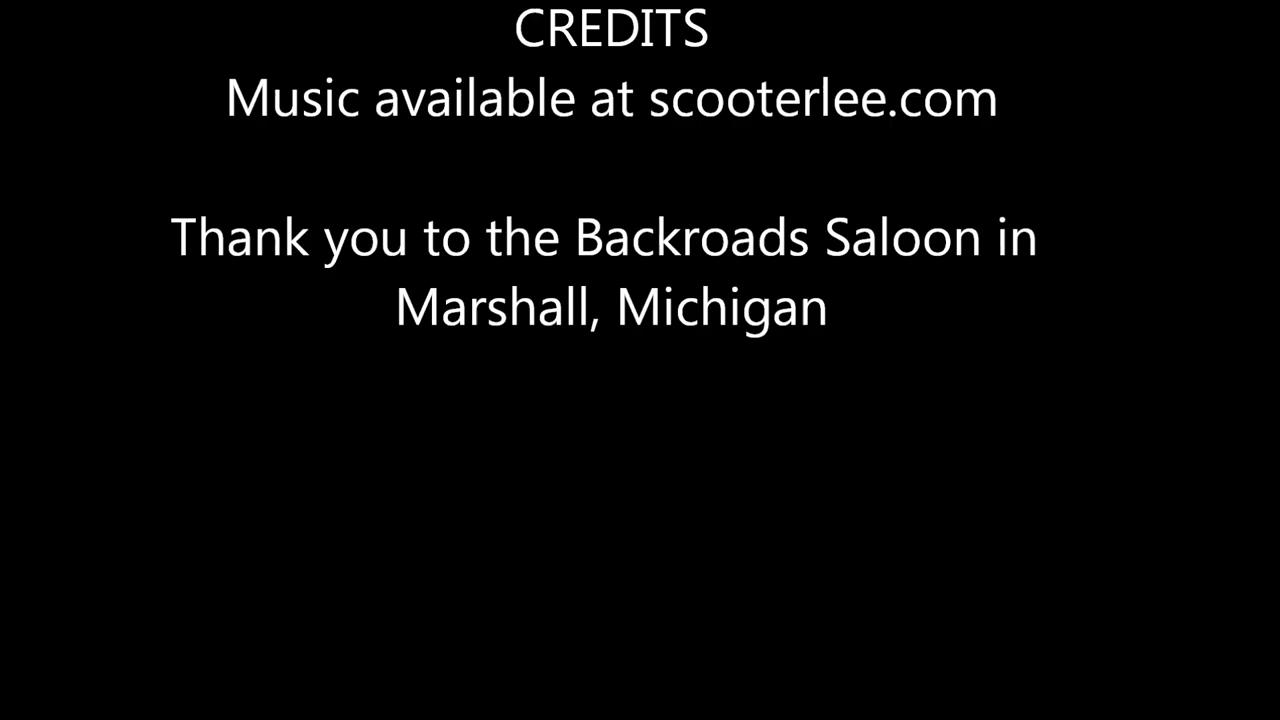 CREDITS
Music available at scooterlee.com
Thank you to the Backroads Saloon in
Marshall, Michigan